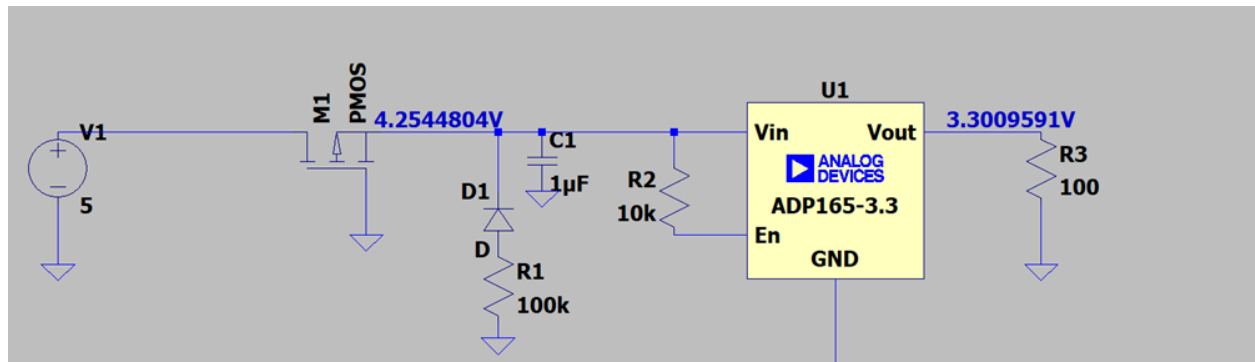 V1
5
M1
PMOS
4.2544804V
D1
D
C1
1µF
R1
100k
R2
10k
U1
Vin
Vout
ANALOG
DEVICES
ADP165-3.3
En
GND
3.3009591V
R3
100